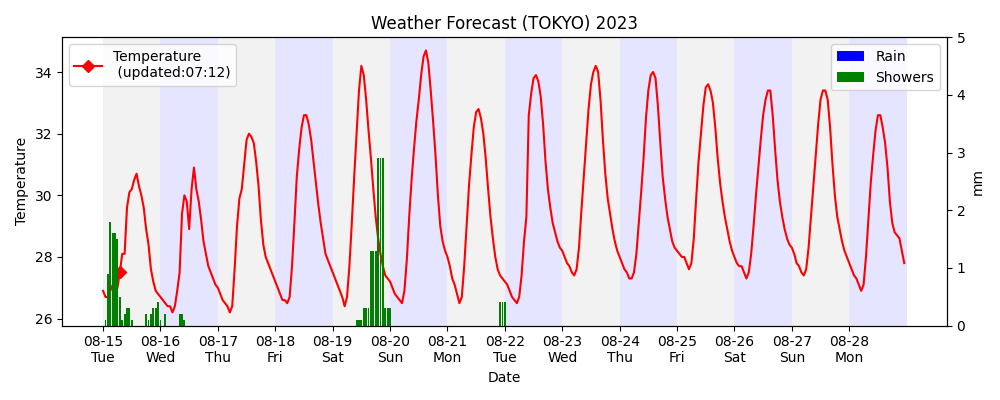 Weather Forecast (TOKYO) 2023
Temperature
(updated:07:12)
Rain
Showers
Temperature
34
32
30
28
26
5
4
3
2
1
0
mm
08-15 08-16 08-17 08-18 08-19 08-20 08-21 08-22 08-23 08-24 08-25 08-26 08-27 08-28
Tue Wed Thu Fri Sat Sun Mon Tue Wed Thu Fri Sat Sun Mon
Date